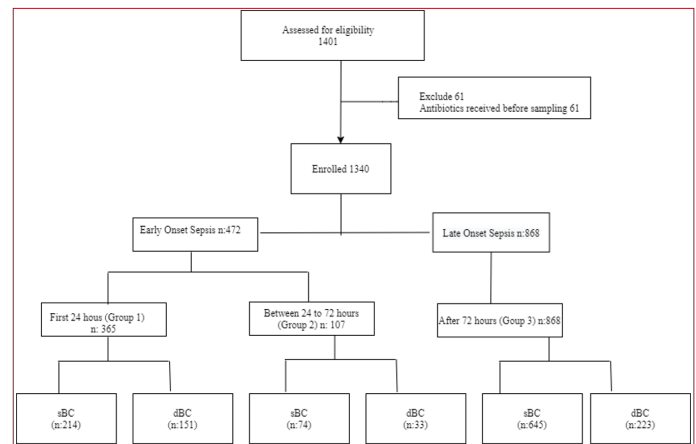 Assessed for eligibility
1401
Exclude 61
Antibiotics received before sampling 61
Enrolled 1340
Early Onset Sepsis n:472
Late Onset Sepsis n:868
First 24 hous (Group 1)
n: 365
Between 24 to 72 hours
(Group 2) n: 107
After 72 hours (Goup 3) n:868
sBC
(n:214)
dBC
(n:151)
sBC
(n:74)
dBC
(n:33)
sBC
(n:645)
dBC
(n:223)